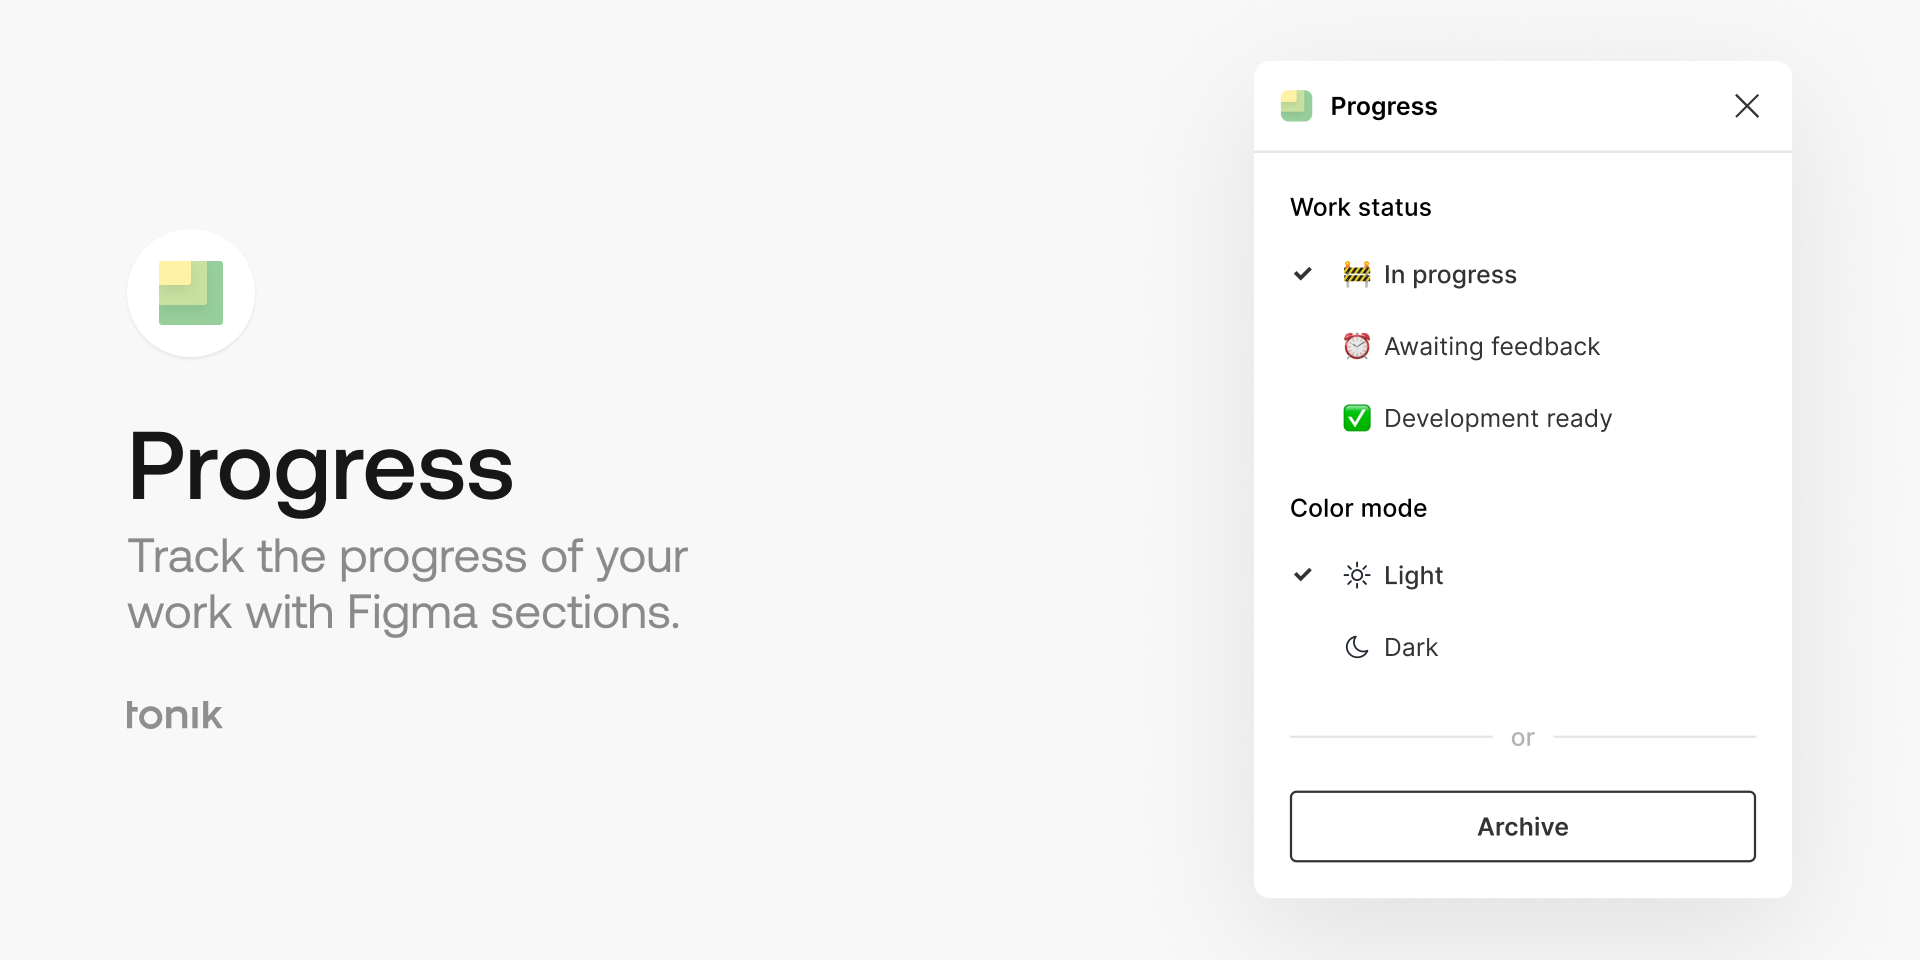 Progress
Track the progress of your
work with Figma sections.
tonik
Progress
Work status
In progress
Awaiting feedback
Development ready
Color mode
Light
Dark
or
Archive